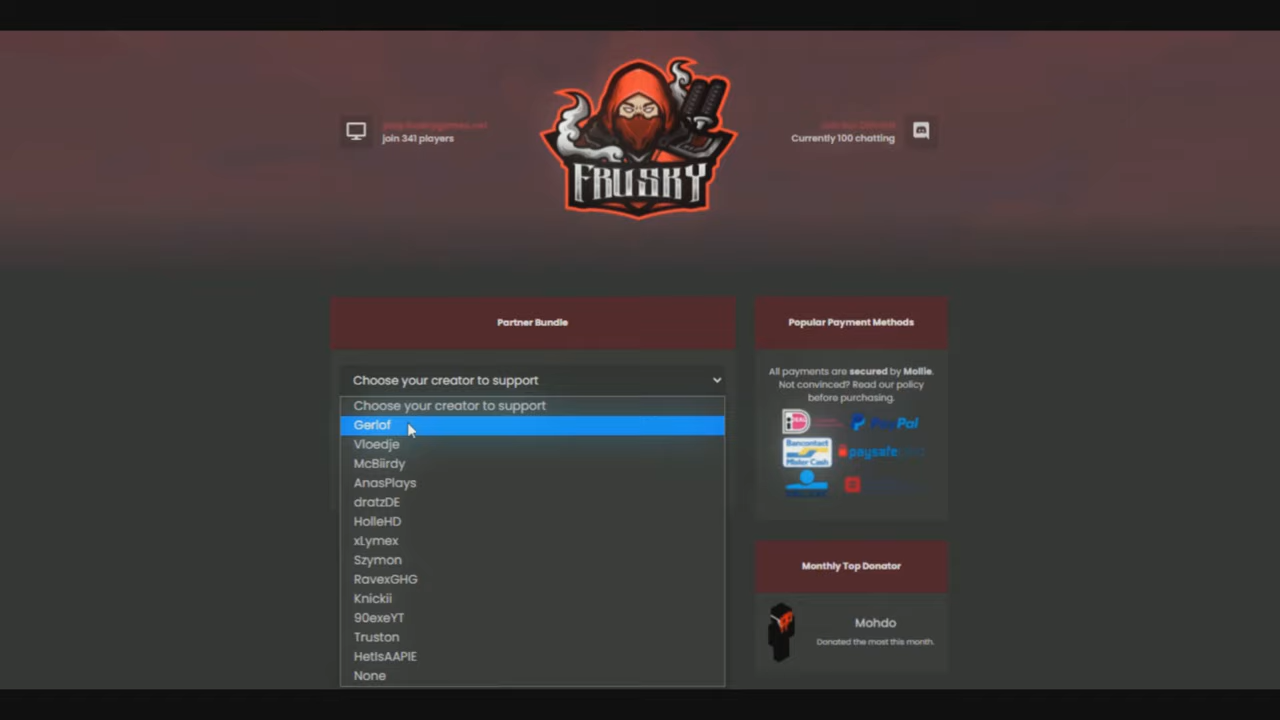 join 341 players
Currently 100 chatting
FRUSKY
Partner Bundle
Choose your creator to support
Choose your creator to support
Gerlof
Vloedje
McBiirdy
AnasPlays
dratzDE
HolleHD
xLymex
Szymon
RavexGHG
Knickii
90exeYT
Truston
HetIsAAPIE
None
Popular Payment Methods
All payments are secured by Mollie.
Not convinced? Read our policy
before purchasing.
PayPal
Bancontact
Mister Cash
Monthly Top Donator
Mohdo
Donated the most this month.